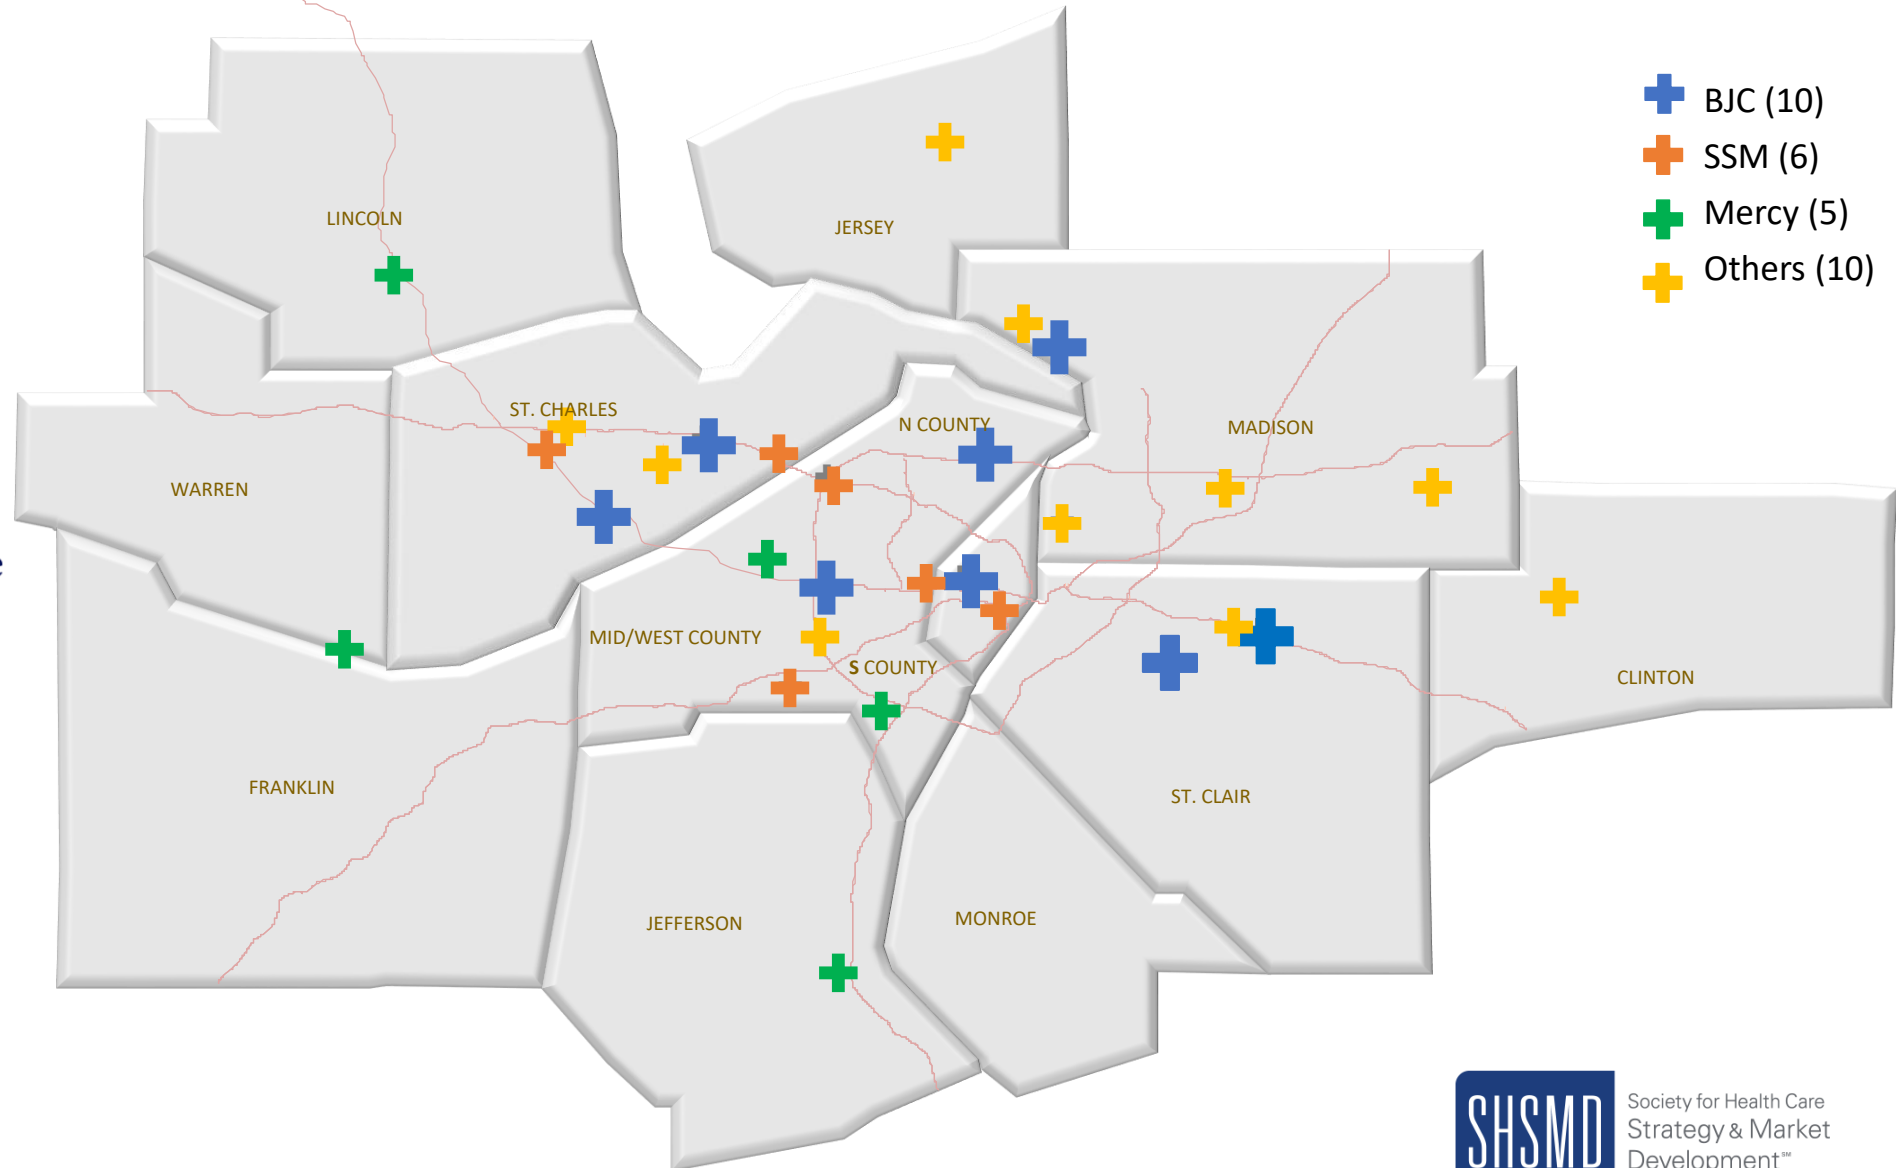 BJC (10)
SSM (6)
Mercy (5)
Others (10)
LINCOLN
JERSEY
ST. CHARLES
N COUNTY
MADISON
WARREN
MID/WEST COUNTY
S COUNTY
CLINTON
FRANKLIN
ST. CLAIR
JEFFERSON
MONROE
SHSMD
Society for Health Care
Strategy & Market
Development℠